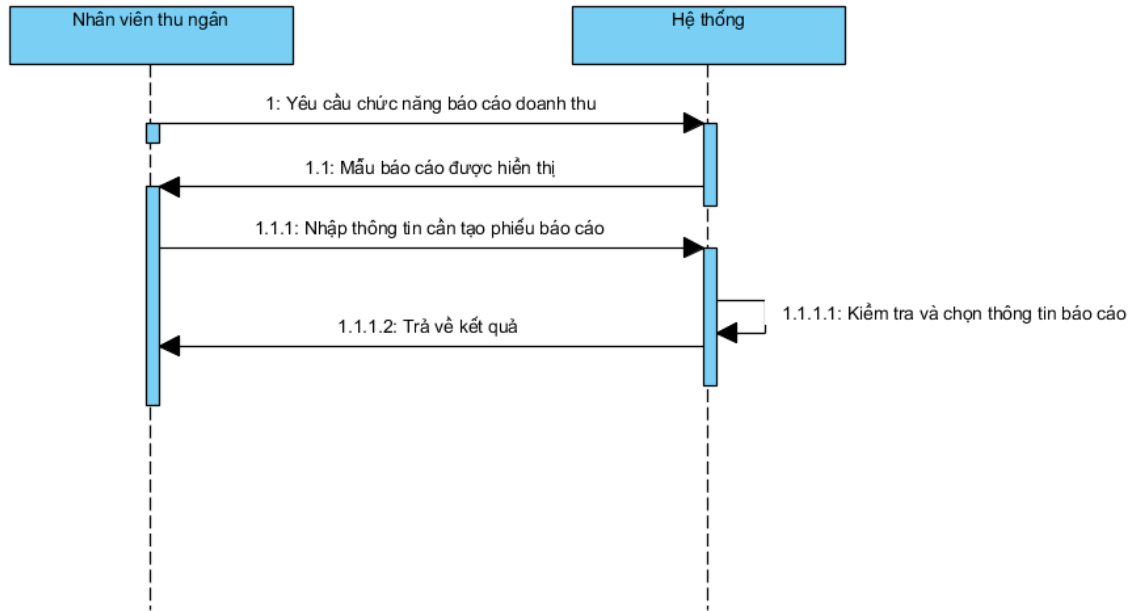 Nhân viên thu ngân
Hệ thống
1: Yêu cầu chức năng báo cáo doanh thu
1.1: Mẫu báo cáo được hiển thị
1.1.1: Nhập thông tin cần tạo phiếu báo cáo
1.1.1.1: Kiểm tra và chọn thông tin báo cáo
1.1.1.2: Trả về kết quả